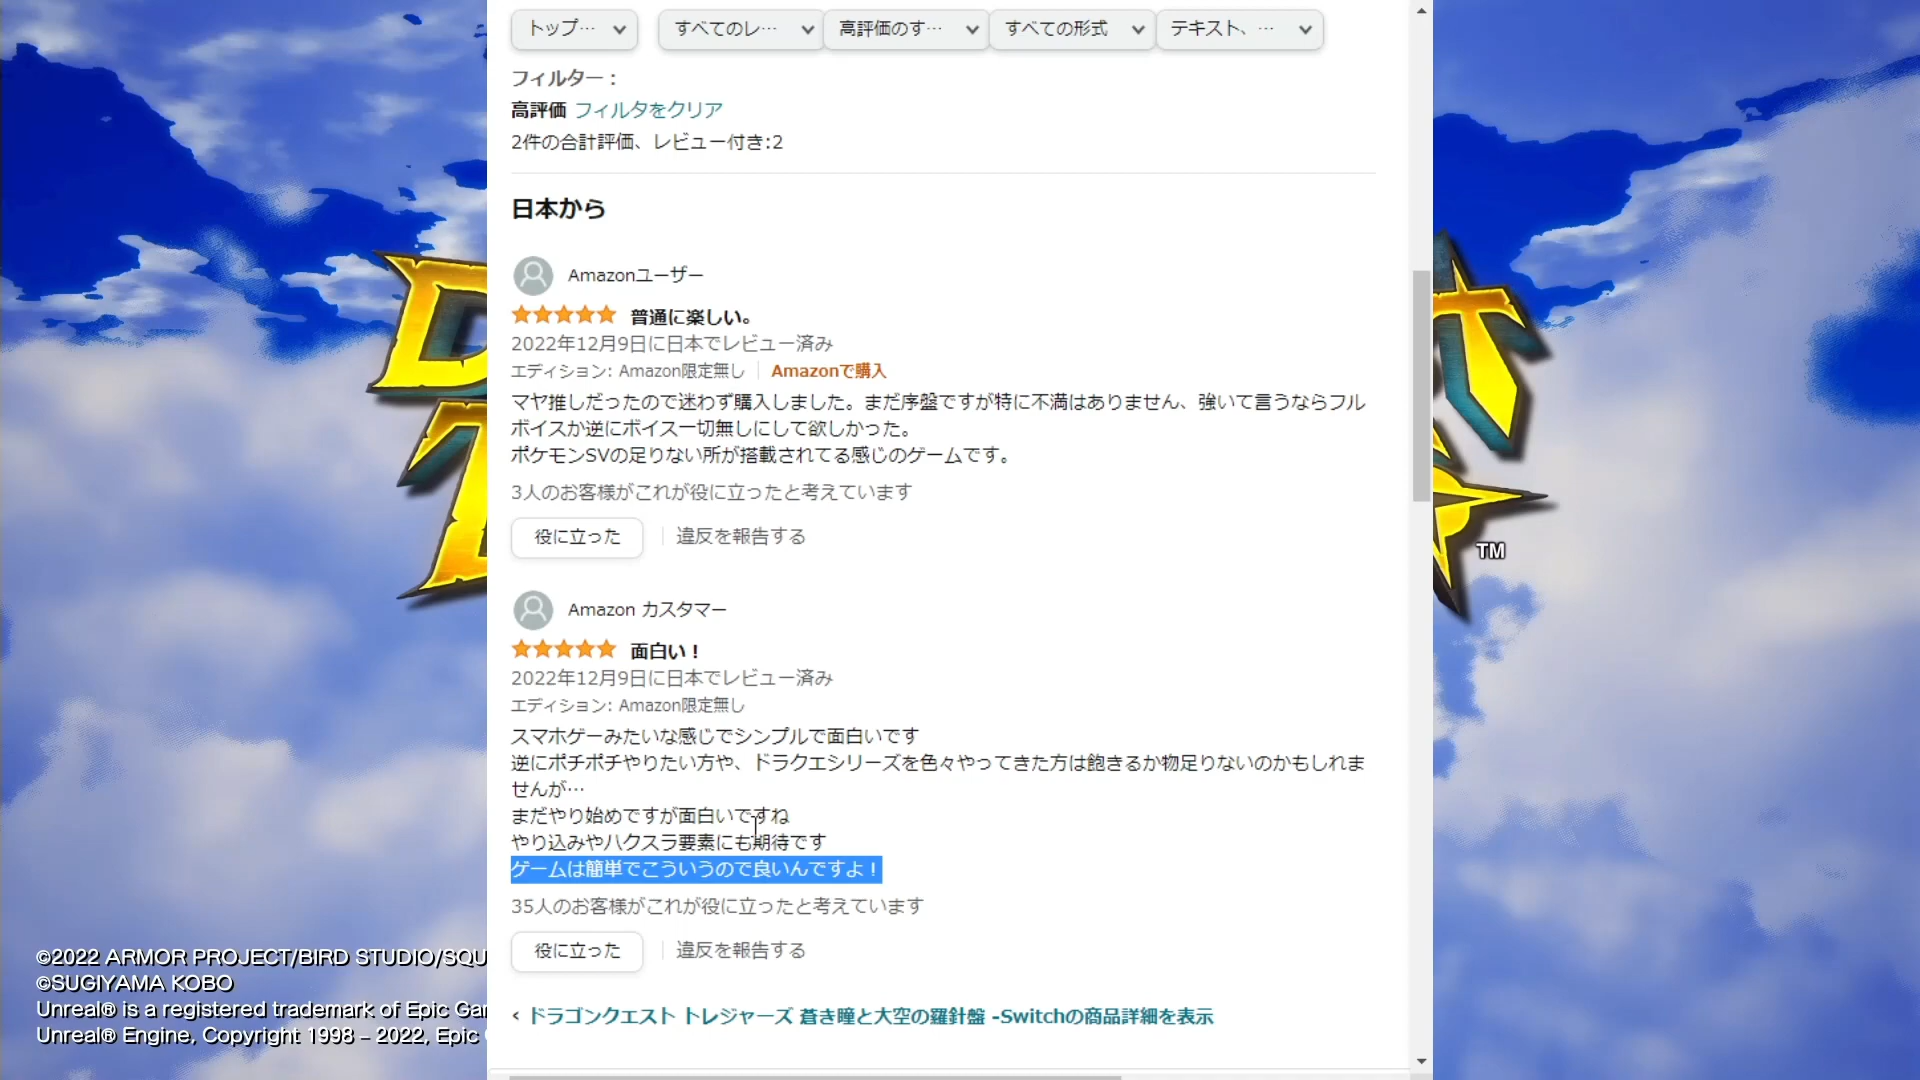 トップ…
すべてのレ…
高評価のす…
すべての形式
テキスト、…
フィルター：
高評価 フィルタをクリア
2件の合計評価、レビュー付き:2
日本から
Amazonユーザー
普通に楽しい。
2022年12月9日に日本でレビュー済み
エディション: Amazon限定無し | Amazonで購入
マヤ推しだったので迷わず購入しました。まだ序盤ですが特に不満はありません、強いて言うならフル
ボイスか逆にボイス一切無しにして欲しかった。
ポケモンSVの足りない所が搭載されてる感じのゲームです。
3人のお客様がこれが役に立ったと考えています
役に立った | 違反を報告する
Amazon カスタマー
面白い！
2022年12月9日に日本でレビュー済み
エディション: Amazon限定無し
スマホゲーみたいな感じでシンプルで面白いです
逆にポチポチやりたい方や、ドラクエシリーズを色々やってきた方は飽きるか物足りないのかもしれま
せんが…
まだやり始めですが面白いですね
やり込みやハクスラ要素にも期待です
ゲームは簡単でこういうので良いんですよ！
35人のお客様がこれが役に立ったと考えています
役に立った | 違反を報告する
‹ ドラゴンクエスト トレジャーズ 蒼き瞳と大空の羅針盤 -Switchの商品詳細を表示
TM
©2022 ARMOR PROJECT/BIRD STUDIO/SQU
©SUGIYAMA KOBO
Unreal® is a registered trademark of Epic Gar
Unreal® Engine, Copyright 1998 – 2022, Epic